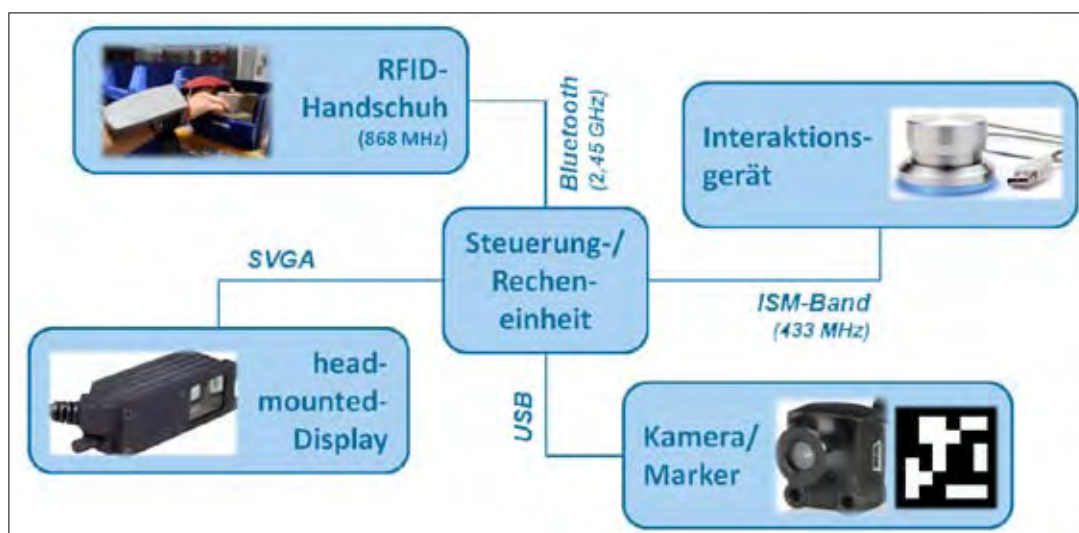 RFID-
Handschuh
(868 MHz)
Bluetooth
(2,45 GHz)
Interaktions-
gerät
Steuerung-/
Rechen-
einheit
SVGA
ISM-Band
(433 MHz)
head-
mounted-
Display
USB
Kamera/
Marker